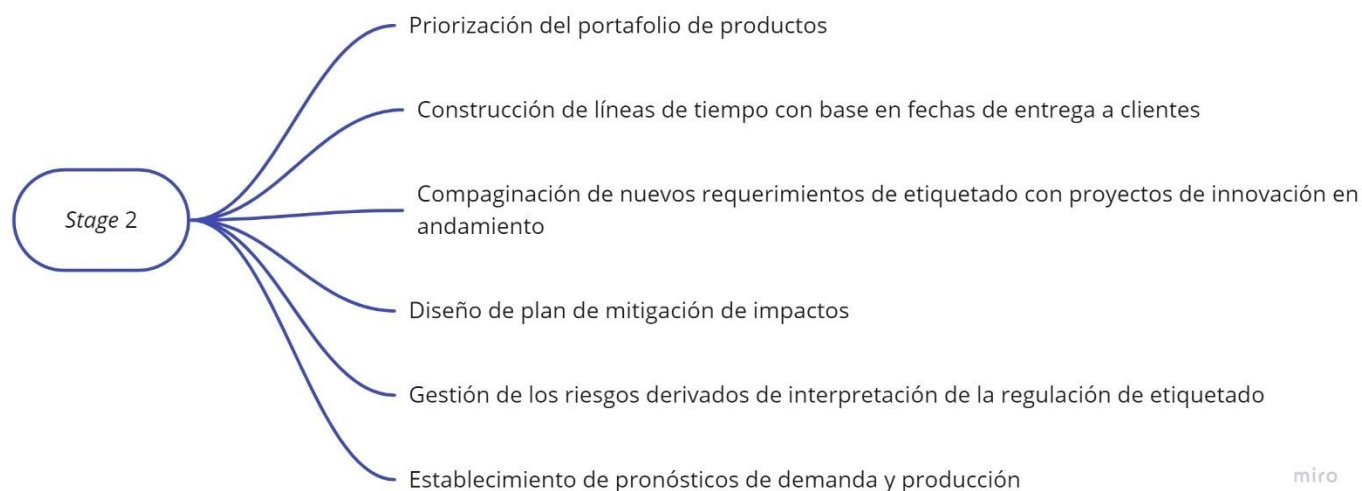 Priorización del portafolio de productos
Construcción de líneas de tiempo con base en fechas de entrega a clientes
Stage 2
Compaginación de nuevos requerimientos de etiquetado con proyectos de innovación en
andamiento
Diseño de plan de mitigación de impactos
Gestión de los riesgos derivados de interpretación de la regulación de etiquetado
Establecimiento de pronósticos de demanda y producción
miro